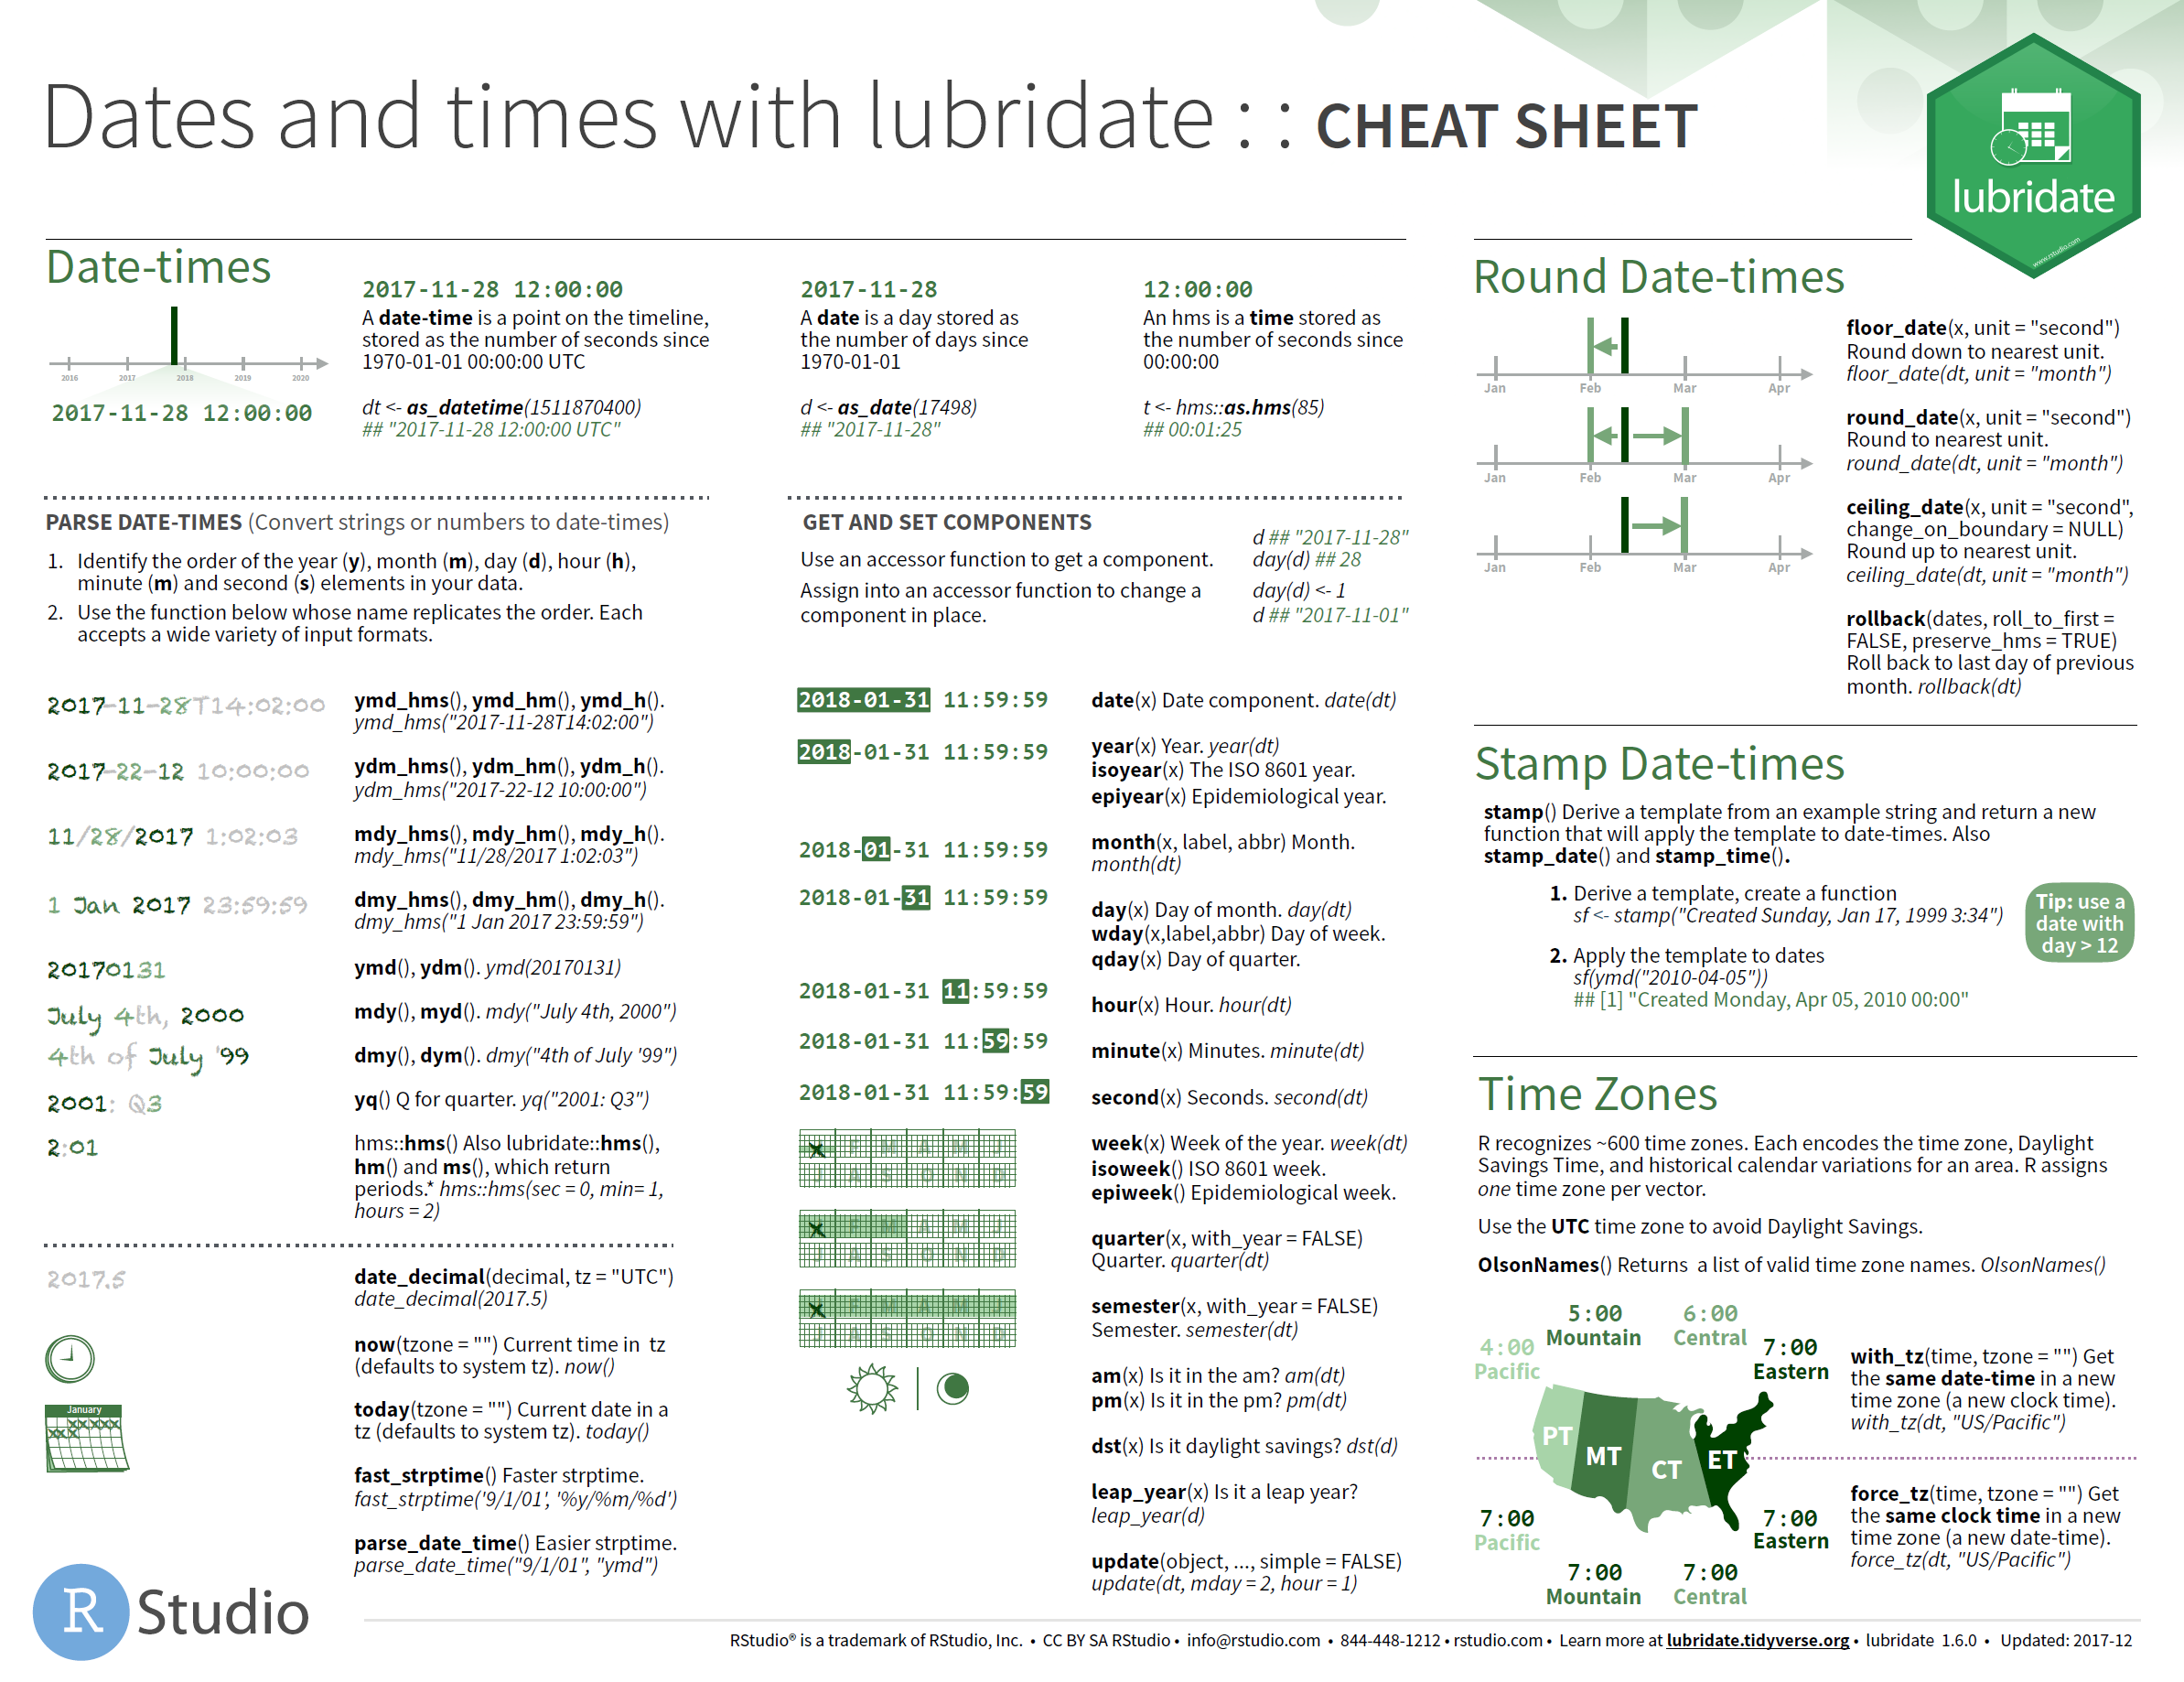 Dates and times with lubridate : : CHEAT SHEET
lubridate
www.rstudio.com
Date-times
2016 2017 2018 2019 2020
2017-11-28 12:00:00
2017-11-28 12:00:00
A date-time is a point on the timeline,
stored as the number of seconds since
1970-01-01 00:00:00 UTC
dt <- as_datetime(1511870400)
## "2017-11-28 12:00:00 UTC"
2017-11-28
A date is a day stored as
the number of days since
1970-01-01
d <- as_date(17498)
## "2017-11-28"
12:00:00
An hms is a time stored as
the number of seconds since
00:00:00
t <- hms::as.hms(85)
## 00:01:25
PARSE DATE-TIMES (Convert strings or numbers to date-times)
1. Identify the order of the year (y), month (m), day (d), hour (h),
minute (m) and second (s) elements in your data.
2. Use the function below whose name replicates the order. Each
accepts a wide variety of input formats.
2017-11-28T14:02:00
ymd_hms(), ymd_hm(), ymd_h().
ymd_hms("2017-11-28T14:02:00")
2017-22-12 10:00:00
ydm_hms(), ydm_hm(), ydm_h().
ydm_hms("2017-22-12 10:00:00")
11/28/2017 1:02:03
mdy_hms(), mdy_hm(), mdy_h().
mdy_hms("11/28/2017 1:02:03")
1 Jan 2017 23:59:59
dmy_hms(), dmy_hm(), dmy_h().
dmy_hms("1 Jan 2017 23:59:59")
20170131
ymd(), ydm(). ymd(20170131)
July 4th, 2000
mdy(), myd(). mdy("July 4th, 2000")
4th of July '99
dmy(), dym(). dmy("4th of July '99")
2001: Q3
yq() Q for quarter. yq("2001: Q3")
2:01
hms::hms() Also lubridate::hms(),
hm() and ms(), which return
periods.* hms::hms(sec = 0, min= 1,
hours = 2)
2017.5
date_decimal(decimal, tz = "UTC")
date_decimal(2017.5)
now(tzone = "") Current time in tz
(defaults to system tz). now()
January
xxxxx
xxx
today(tzone = "") Current date in a
tz (defaults to system tz). today()
fast_strptime() Faster strptime.
fast_strptime('9/1/01', '%y/%m/%d')
parse_date_time() Easier strptime.
parse_date_time("9/1/01", "ymd")
GET AND SET COMPONENTS
Use an accessor function to get a component.
Assign into an accessor function to change a
component in place.
d ## "2017-11-28"
day(d) ## 28
day(d) <- 1
d ## "2017-11-01"
2018-01-31 11:59:59
date(x) Date component. date(dt)
2018-01-31 11:59:59
year(x) Year. year(dt)
isoyear(x) The ISO 8601 year.
epiyear(x) Epidemiological year.
2018-01-31 11:59:59
month(x, label, abbr) Month.
month(dt)
2018-01-31 11:59:59
day(x) Day of month. day(dt)
wday(x,label,abbr) Day of week.
qday(x) Day of quarter.
2018-01-31 11:59:59
hour(x) Hour. hour(dt)
2018-01-31 11:59:59
minute(x) Minutes. minute(dt)
2018-01-31 11:59:59
second(x) Seconds. second(dt)
x F M A M J
J A S O N D
week(x) Week of the year. week(dt)
isoweek() ISO 8601 week.
epiweek() Epidemiological week.
x F M A M J
J A S O N D
quarter(x, with_year = FALSE)
Quarter. quarter(dt)
x F M A M J
J A S O N D
semester(x, with_year = FALSE)
Semester. semester(dt)
am(x) Is it in the am? am(dt)
pm(x) Is it in the pm? pm(dt)
dst(x) Is it daylight savings? dst(d)
leap_year(x) Is it a leap year?
leap_year(d)
update(object, ..., simple = FALSE)
update(dt, mday = 2, hour = 1)
Round Date-times
Jan Feb Mar Apr
floor_date(x, unit = "second")
Round down to nearest unit.
floor_date(dt, unit = "month")
Jan Feb Mar Apr
round_date(x, unit = "second")
Round to nearest unit.
round_date(dt, unit = "month")
Jan Feb Mar Apr
ceiling_date(x, unit = "second",
change_on_boundary = NULL)
Round up to nearest unit.
ceiling_date(dt, unit = "month")
rollback(dates, roll_to_first =
FALSE, preserve_hms = TRUE)
Roll back to last day of previous
month. rollback(dt)
Stamp Date-times
stamp() Derive a template from an example string and return a new
function that will apply the template to date-times. Also
stamp_date() and stamp_time().
1. Derive a template, create a function
sf <- stamp("Created Sunday, Jan 17, 1999 3:34")
2. Apply the template to dates
sf(ymd("2010-04-05"))
## [1] "Created Monday, Apr 05, 2010 00:00"
Tip: use a
date with
day > 12
Time Zones
R recognizes ~600 time zones. Each encodes the time zone, Daylight
Savings Time, and historical calendar variations for an area. R assigns
one time zone per vector.
Use the UTC time zone to avoid Daylight Savings.
OlsonNames() Returns a list of valid time zone names. OlsonNames()
4:00
Pacific
5:00
Mountain
6:00
Central
7:00
Eastern
PT MT CT ET
7:00
Pacific
7:00
Mountain
7:00
Central
7:00
Eastern
with_tz(time, tzone = "") Get
the same date-time in a new
time zone (a new clock time).
with_tz(dt, "US/Pacific")
force_tz(time, tzone = "") Get
the same clock time in a new
time zone (a new date-time).
force_tz(dt, "US/Pacific")
R Studio
RStudio® is a trademark of RStudio, Inc. • CC BY SA RStudio • info@rstudio.com • 844-448-1212 • rstudio.com • Learn more at lubridate.tidyverse.org • lubridate 1.6.0 • Updated: 2017-12